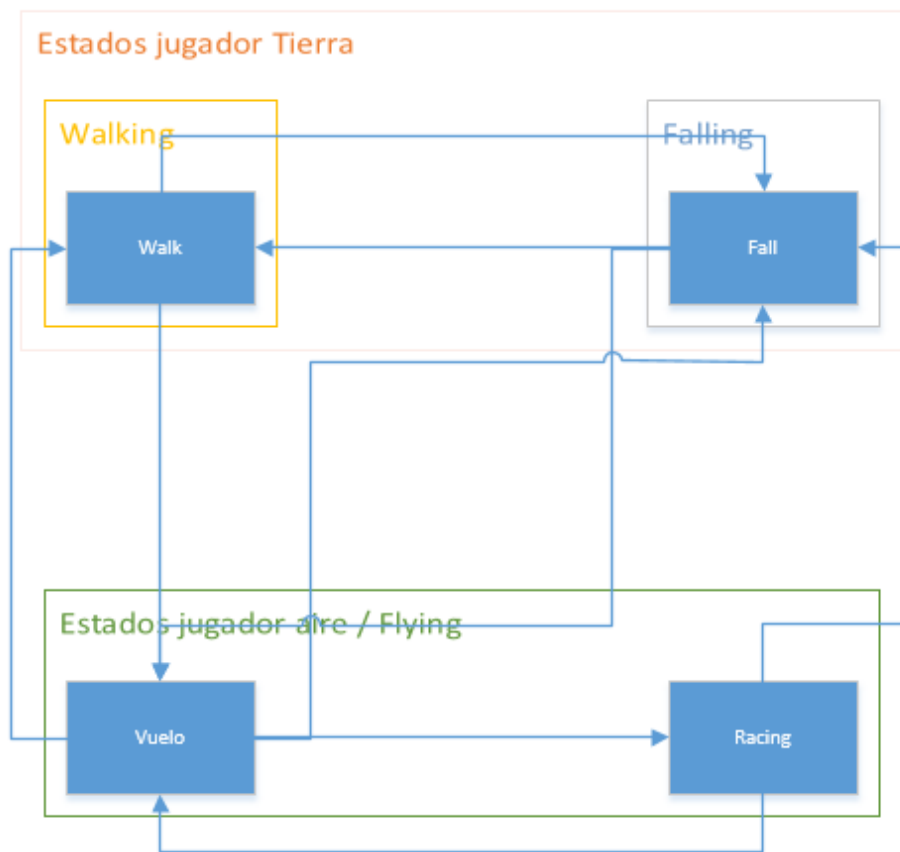 Estados jugador Tierra
Walking
Falling
Walk
Fall
Estados jugador aire / Flying
Vuelo
Racing